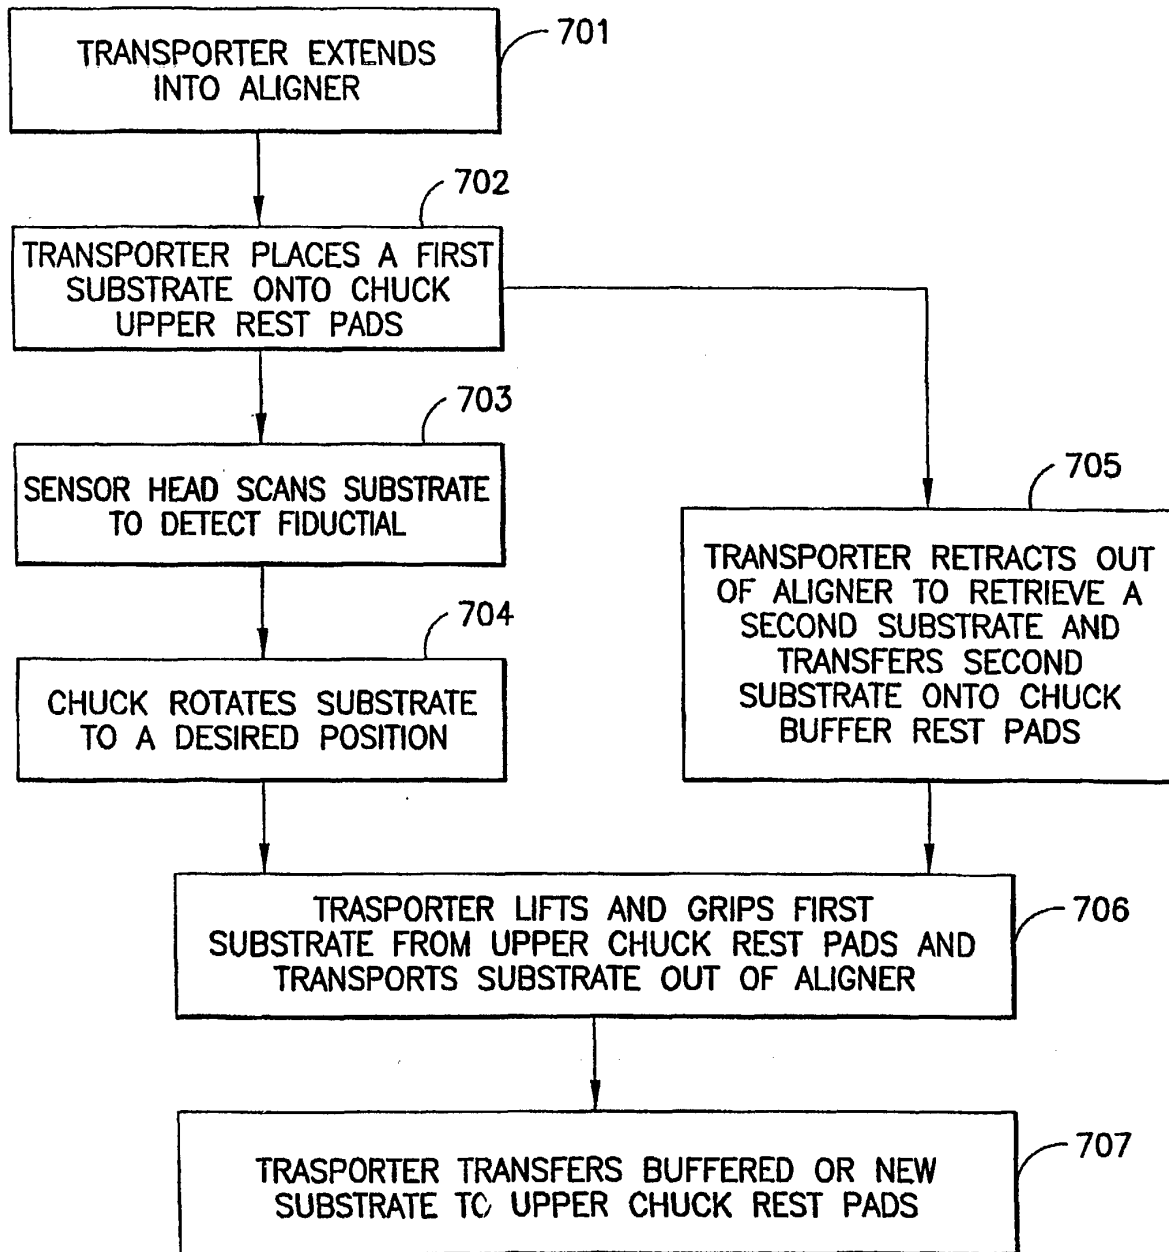 TRANSPORTER EXTENDS
INTO ALIGNER
701
TRANSPORTER PLACES A FIRST
SUBSTRATE ONTO CHUCK
UPPER REST PADS
702
SENSOR HEAD SCANS SUBSTRATE
TO DETECT FIDUCTIAL
703
CHUCK ROTATES SUBSTRATE
TO A DESIRED POSITION
704
TRANSPORTER RETRACTS OUT
OF ALIGNER TO RETRIEVE A
SECOND SUBSTRATE AND
TRANSFERS SECOND
SUBSTRATE ONTO CHUCK
BUFFER REST PADS
705
TRASPORTER LIFTS AND GRIPS FIRST
SUBSTRATE FROM UPPER CHUCK REST PADS AND
TRANSPORTS SUBSTRATE OUT OF ALIGNER
706
TRASPORTER TRANSFERS BUFFERED OR NEW
SUBSTRATE TO UPPER CHUCK REST PADS
707